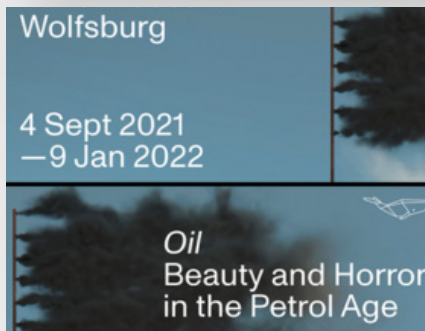 Wolfsburg
4 Sept 2021
—9 Jan 2022
Oil
Beauty and Horror
in the Petrol Age